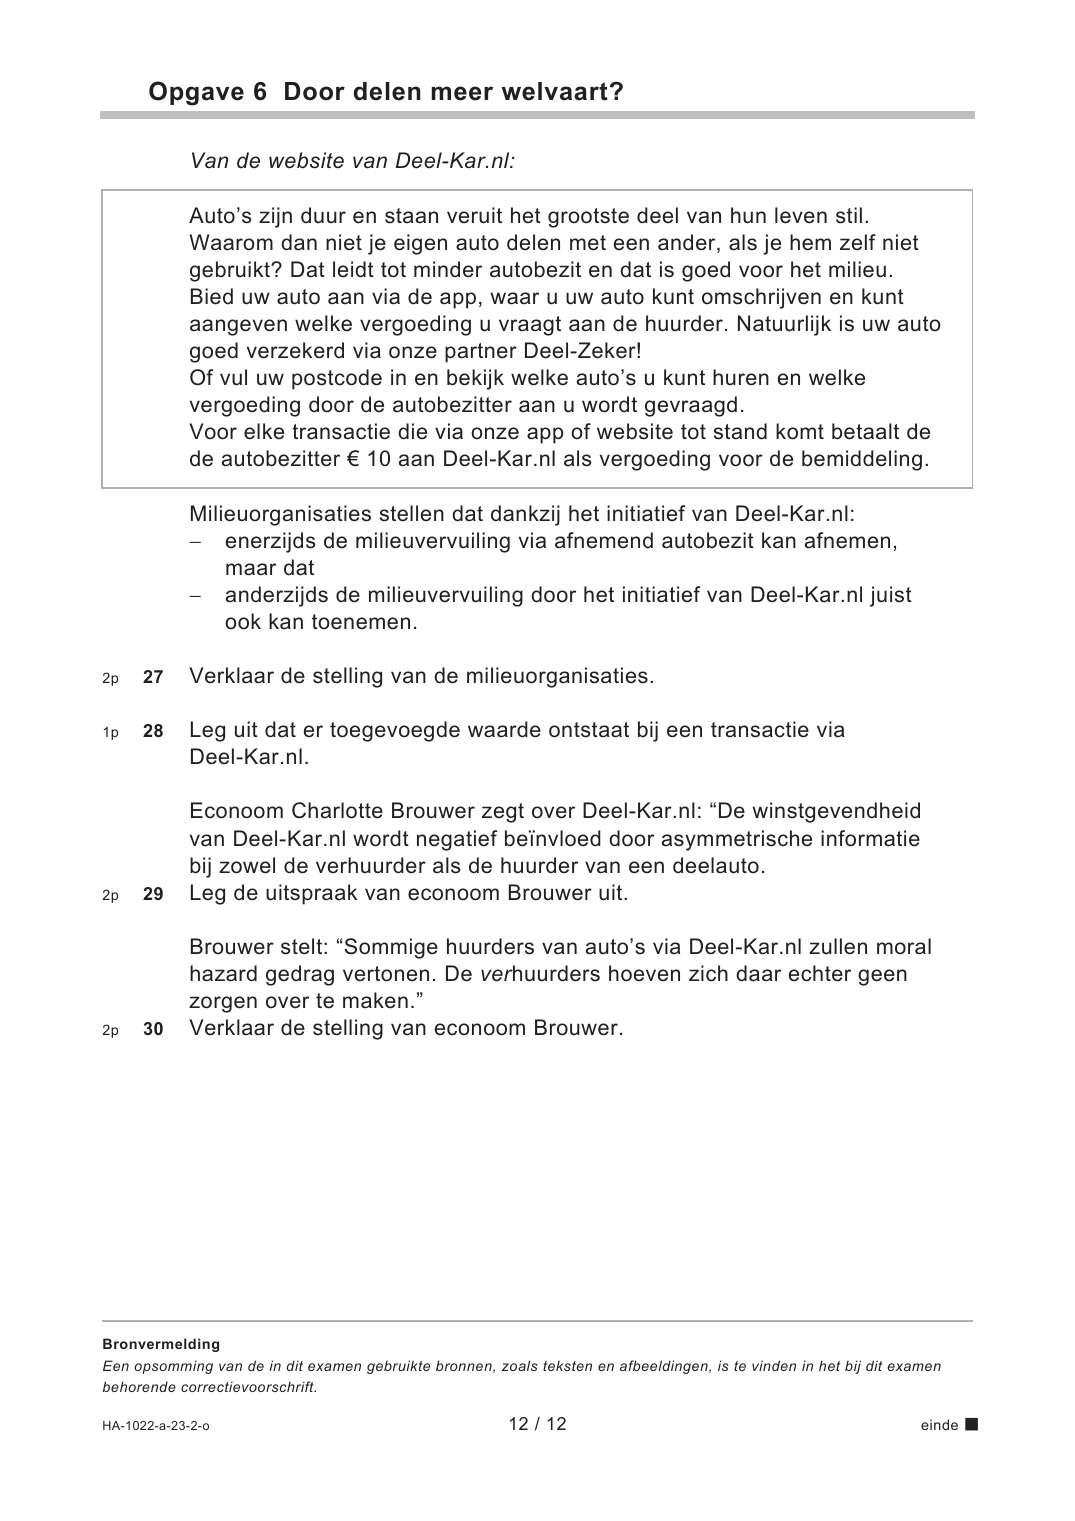 Opgave 6 Door delen meer welvaart?
Van de website van Deel-Kar.nl:
Auto’s zijn duur en staan veruit het grootste deel van hun leven stil.
Waarom dan niet je eigen auto delen met een ander, als je hem zelf niet
gebruikt? Dat leidt tot minder autobezit en dat is goed voor het milieu.
Bied uw auto aan via de app, waar u uw auto kunt omschrijven en kunt
aangeven welke vergoeding u vraagt aan de huurder. Natuurlijk is uw auto
goed verzekerd via onze partner Deel-Zeker!
Of vul uw postcode in en bekijk welke auto’s u kunt huren en welke
vergoeding door de autobezitter aan u wordt gevraagd.
Voor elke transactie die via onze app of website tot stand komt betaalt de
de autobezitter € 10 aan Deel-Kar.nl als vergoeding voor de bemiddeling.
Milieuorganisaties stellen dat dankzij het initiatief van Deel-Kar.nl:
− enerzijds de milieuvervuiling via afnemend autobezit kan afnemen,
maar dat
− anderzijds de milieuvervuiling door het initiatief van Deel-Kar.nl juist
ook kan toenemen.
2p 27 Verklaar de stelling van de milieuorganisaties.
1p 28 Leg uit dat er toegevoegde waarde ontstaat bij een transactie via
Deel-Kar.nl.
Econoom Charlotte Brouwer zegt over Deel-Kar.nl: “De winstgevendheid
van Deel-Kar.nl wordt negatief beïnvloed door asymmetrische informatie
bij zowel de verhuurder als de huurder van een deelauto.
2p 29 Leg de uitspraak van econoom Brouwer uit.
Brouwer stelt: “Sommige huurders van auto’s via Deel-Kar.nl zullen moral
hazard gedrag vertonen. De verhuurders hoeven zich daar echter geen
zorgen over te maken.”
2p 30 Verklaar de stelling van econoom Brouwer.
Bronvermelding
Een opsomming van de in dit examen gebruikte bronnen, zoals teksten en afbeeldingen, is te vinden in het bij dit examen
behorende correctievoorschrift.
HA-1022-a-23-2-o 12 / 12 einde ■